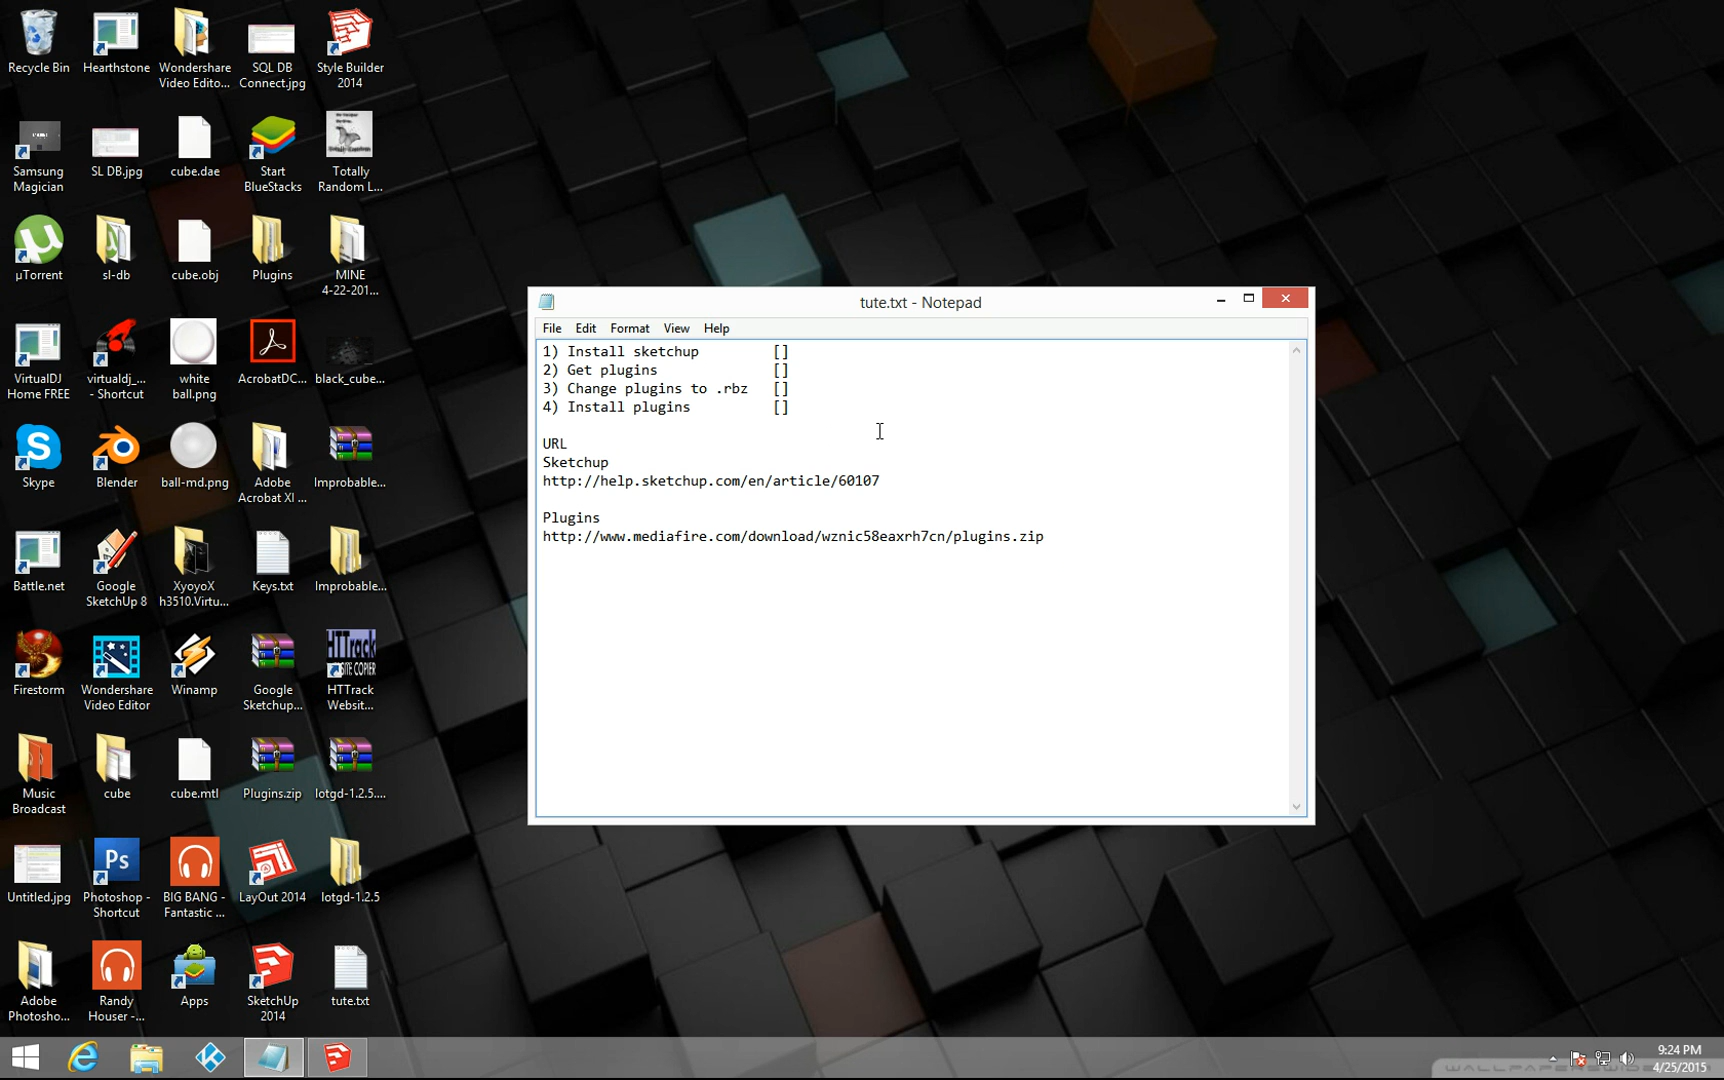 Recycle Bin
Hearthstone
Wondershare
Video Edito...
SQL DB
Connect.jpg
Style Builder
2014
Samsung
Magician
SL DB.jpg
cube.dae
Start
BlueStacks
Totally
Random L...
µTorrent
sl-db
cube.obj
Plugins
MINE
4-22-201...
VirtualDJ
Home FREE
virtualdj_...
- Shortcut
white
ball.png
AcrobatDC...
black_cube...
Skype
Blender
ball-md.png
Adobe
Acrobat XI ...
Improbable...
Battle.net
Google
SketchUp 8
XyoyoX
h3510.Virtu...
Keys.txt
Improbable...
Firestorm
Wondershare
Video Editor
Winamp
Google
Sketchup...
HTTrack
Websit...
Music
Broadcast
cube
cube.mtl
Plugins.zip
lotgd-1.2.5....
Untitled.jpg
Photoshop -
Shortcut
BIG BANG -
Fantastic ...
LayOut 2014
lotgd-1.2.5
Adobe
Photosho...
Randy
Houser -...
Apps
SketchUp
2014
tute.txt
tute.txt - Notepad
File Edit Format View Help
1) Install sketchup []
2) Get plugins []
3) Change plugins to .rbz []
4) Install plugins []
URL
Sketchup
http://help.sketchup.com/en/article/60107
Plugins
http://www.mediafire.com/download/wznic58eaxrh7cn/plugins.zip
9:24 PM
4/25/2015